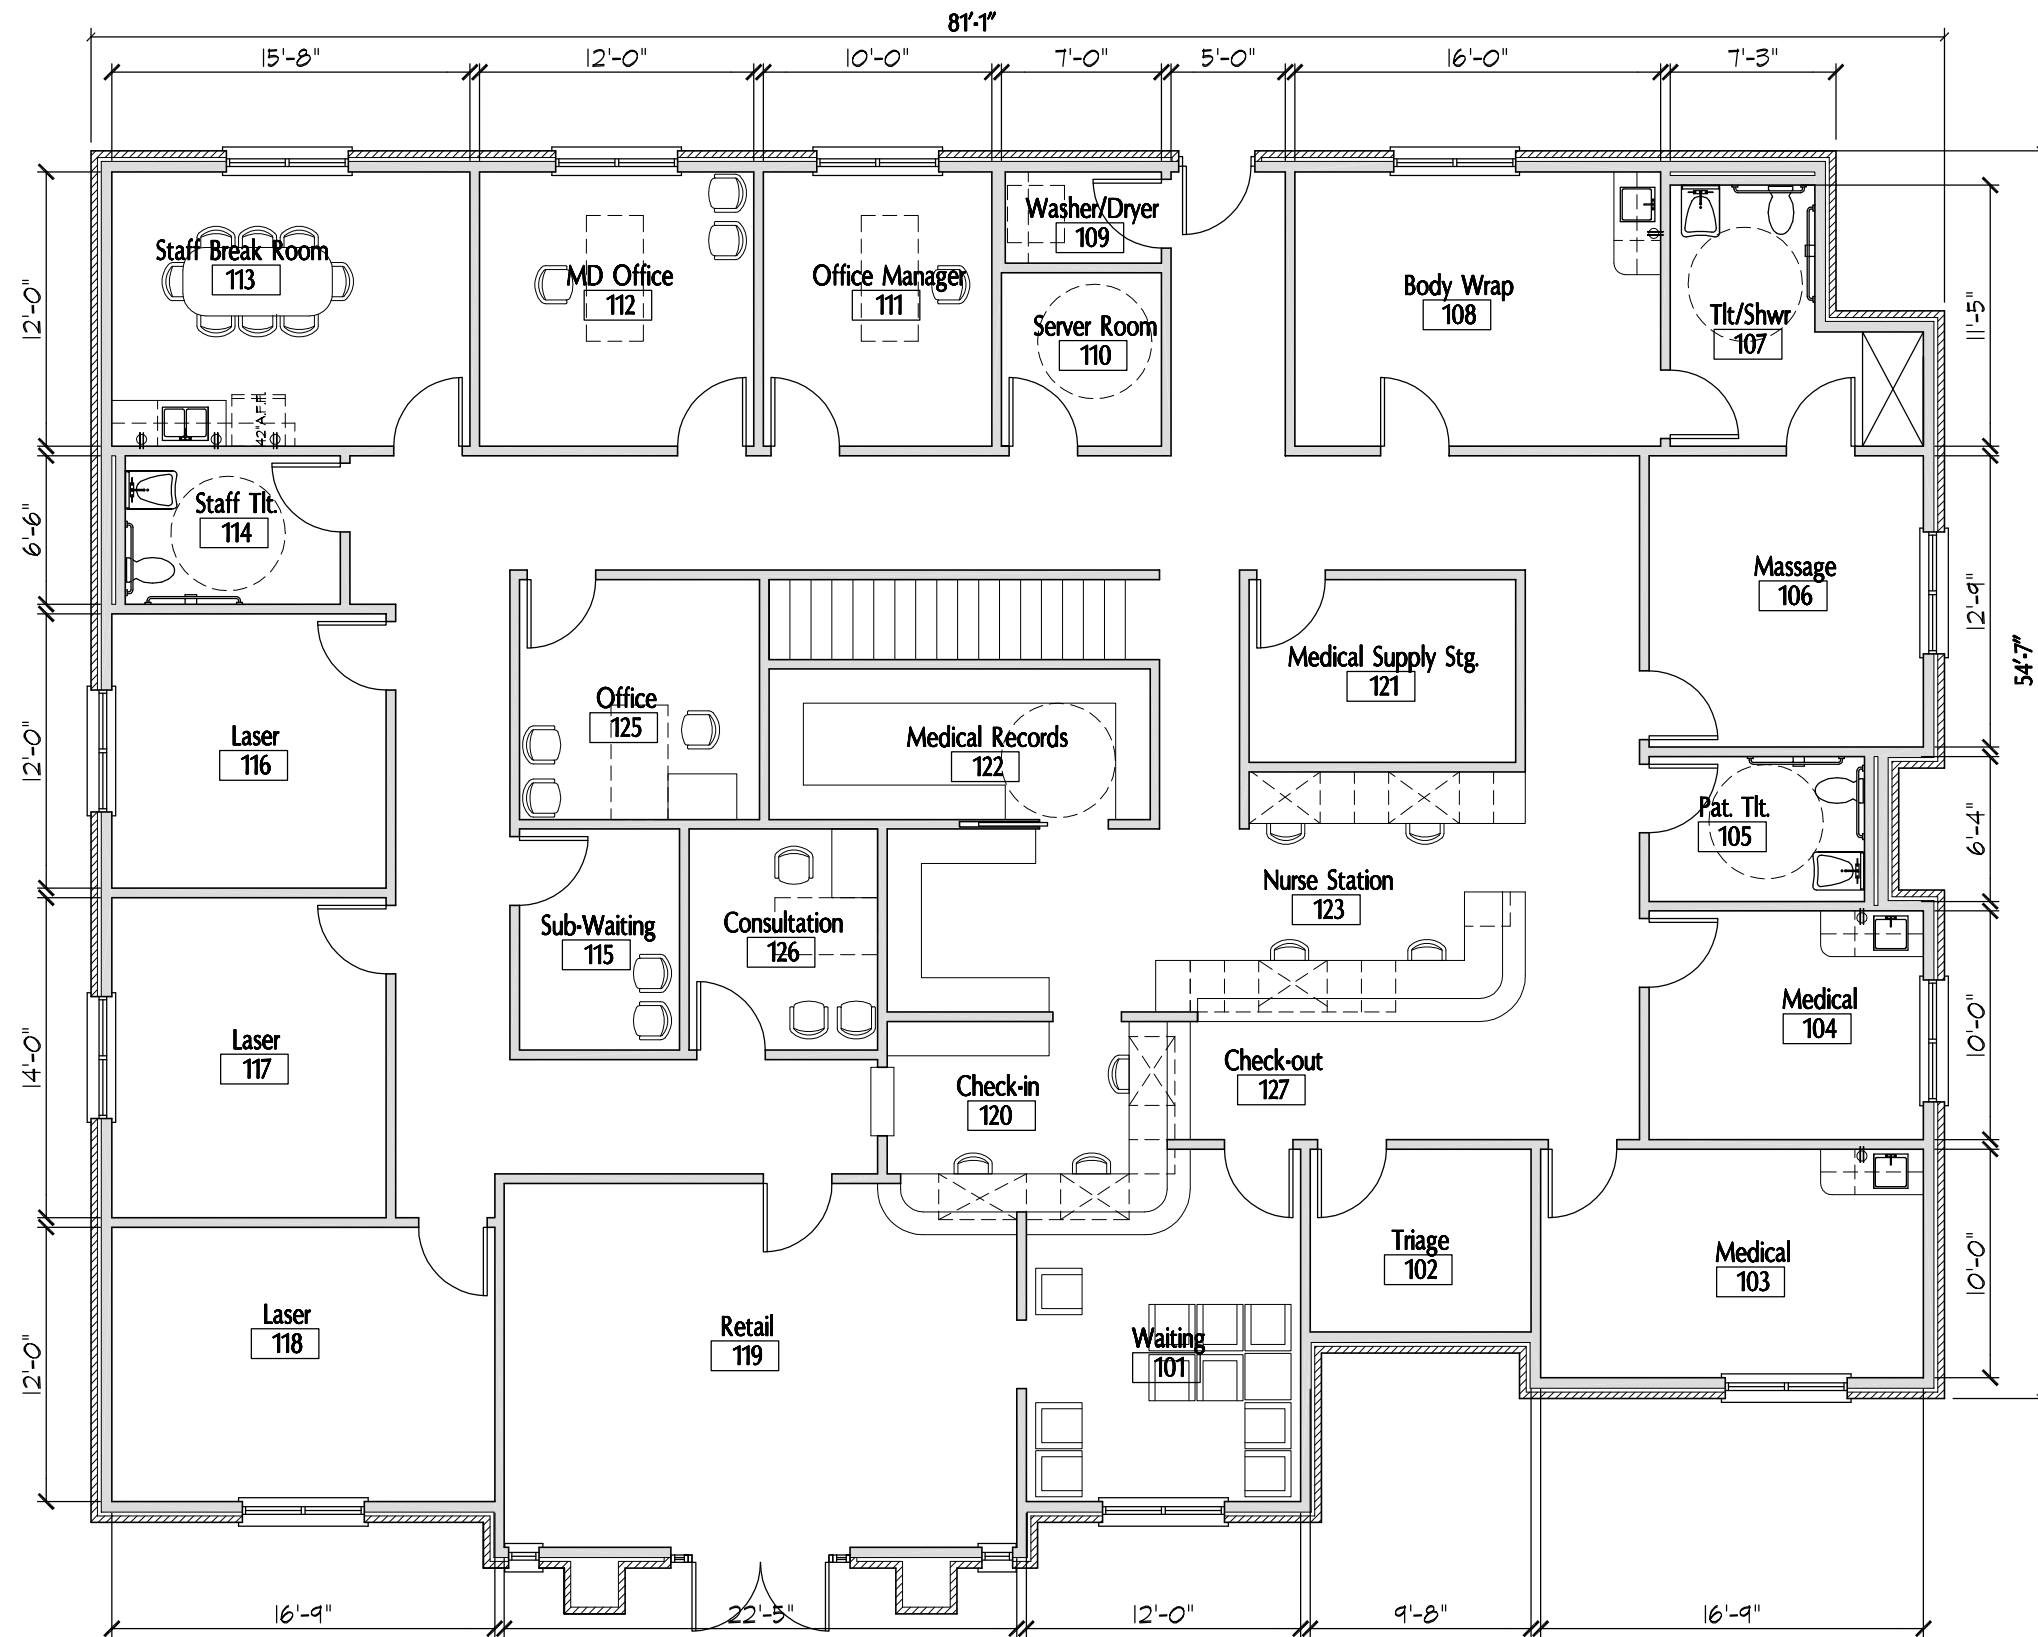 81'-1"
15'-8"
12'-0"
10'-0"
7'-0"
5'-0"
16'-0"
7'-3"
Staff Break Room
113
MD Office
112
Office Manager
111
Washer/Dryer
109
Server Room
110
Body Wrap
108
Tlt/Shwr
107
12'-0"
11'-5"
42"A.F.F.
Staff Tlt.
114
6'-6"
Massage
106
12'-9"
54'-7"
Medical Supply Stg.
121
Office
125
Laser
116
12'-0"
Medical Records
122
Pat. Tlt.
105
6'-4"
Nurse Station
123
Sub-Waiting
115
Consultation
126
Medical
104
10'-0"
Laser
117
14'-0"
Check-in
120
Check-out
127
Triage
102
Medical
103
10'-0"
Laser
118
12'-0"
Retail
119
Waiting
101
16'-9"
22'-5"
12'-0"
9'-8"
16'-9"